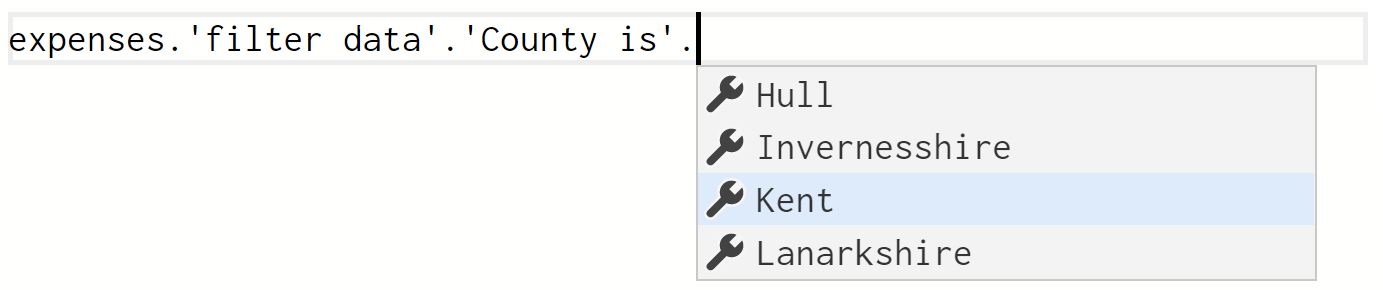 expenses.'filter data'.'County is'.
Hull
Invernesshire
Kent
Lanarkshire